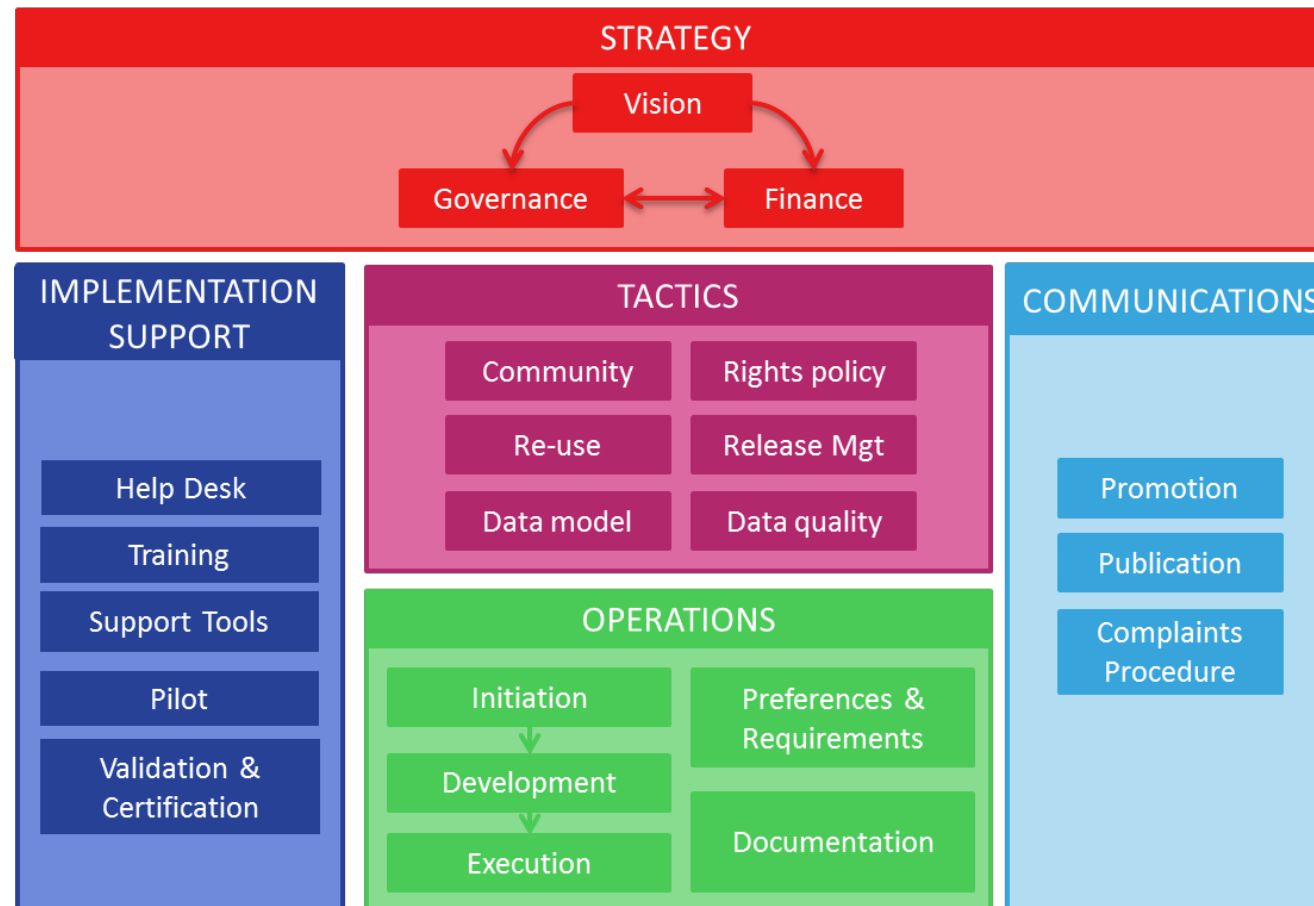 STRATEGY
Vision
Governance
Finance
IMPLEMENTATION
SUPPORT
Help Desk
Training
Support Tools
Pilot
Validation &
Certification
TACTICS
Community
Rights policy
Re-use
Release Mgt
Data model
Data quality
OPERATIONS
Initiation
Development
Execution
Preferences &
Requirements
Documentation
COMMUNICATIONS
Promotion
Publication
Complaints
Procedure